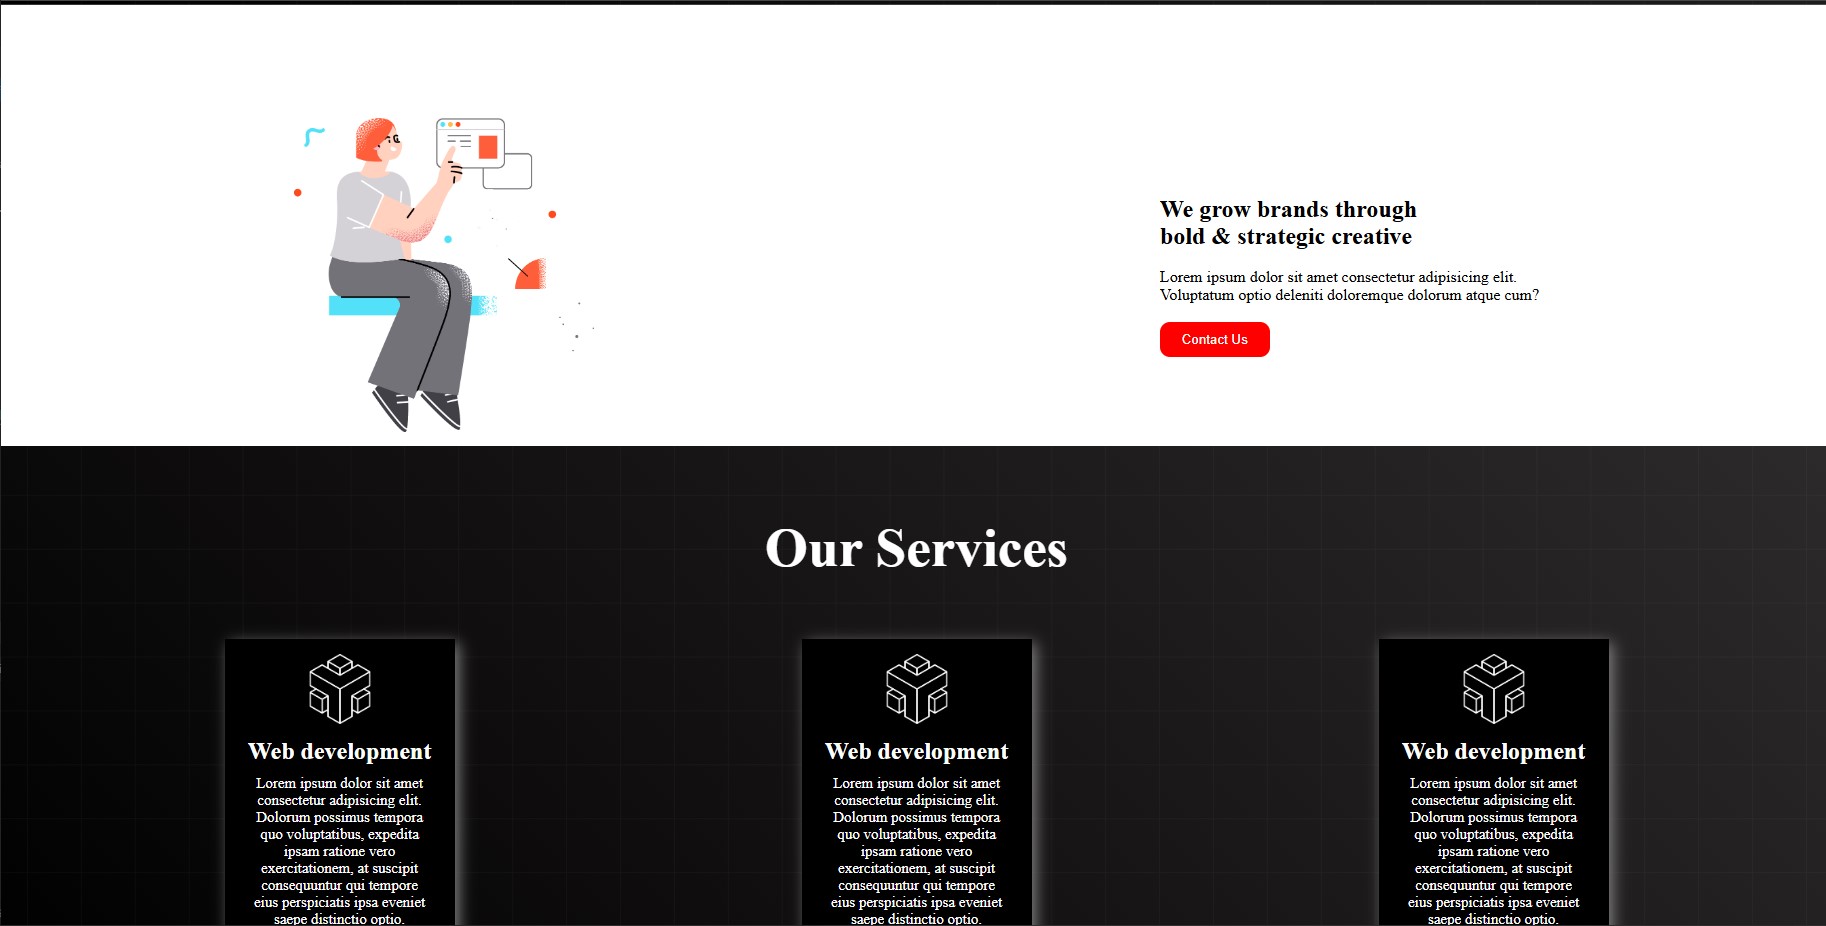 We grow brands through
bold & strategic creative
Lorem ipsum dolor sit amet consectetur adipisicing elit.
Voluptatum optio deleniti doloremque dolorum atque cum?
Contact Us
Our Services
Web development
Lorem ipsum dolor sit amet
consectetur adipisicing elit.
Dolorum possimus tempora
quo voluptatibus, expedita
ipsam ratione vero
exercitationem, at suscipit
consequuntur qui tempore
eius perspiciatis ipsa eveniet
saepe distinctio optio.
Web development
Lorem ipsum dolor sit amet
consectetur adipisicing elit.
Dolorum possimus tempora
quo voluptatibus, expedita
ipsam ratione vero
exercitationem, at suscipit
consequuntur qui tempore
eius perspiciatis ipsa eveniet
saepe distinctio optio.
Web development
Lorem ipsum dolor sit amet
consectetur adipisicing elit.
Dolorum possimus tempora
quo voluptatibus, expedita
ipsam ratione vero
exercitationem, at suscipit
consequuntur qui tempore
eius perspiciatis ipsa eveniet
saepe distinctio optio.